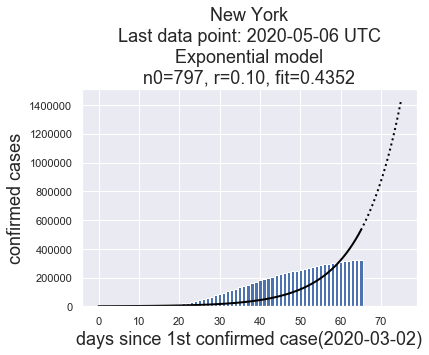 New York
Last data point: 2020-05-06 UTC
Exponential model
n0=797, r=0.10, fit=0.4352
1400000
1200000
1000000
800000
600000
400000
200000
0
confirmed cases
0 10 20 30 40 50 60 70
days since 1st confirmed case(2020-03-02)